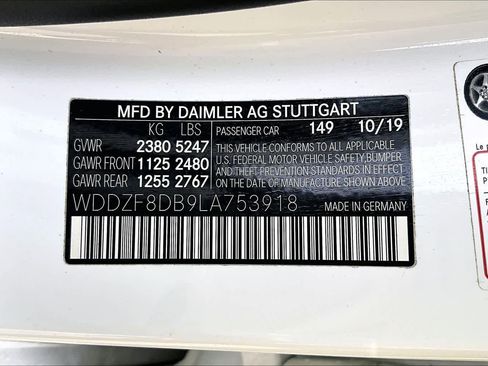 MFD BY DAIMLER AG STUTTGART
KG LBS
PASSENGER CAR 149 10/19
GVWR 2380 5247
GAWR FRONT 1125 2480
GAWR REAR 1255 2767
THIS VEHICLE CONFORMS TO ALL APPLICABLE
U.S. FEDERAL MOTOR VEHICLE SAFETY,BUMPER
AND THEFT PREVENTION STANDARDS IN
EFFECT ON THE DATE OF MANUFACTURE
SHOWN ABOVE.
WDDZF8DB9LA753918
MADE IN GERMANY
Le p